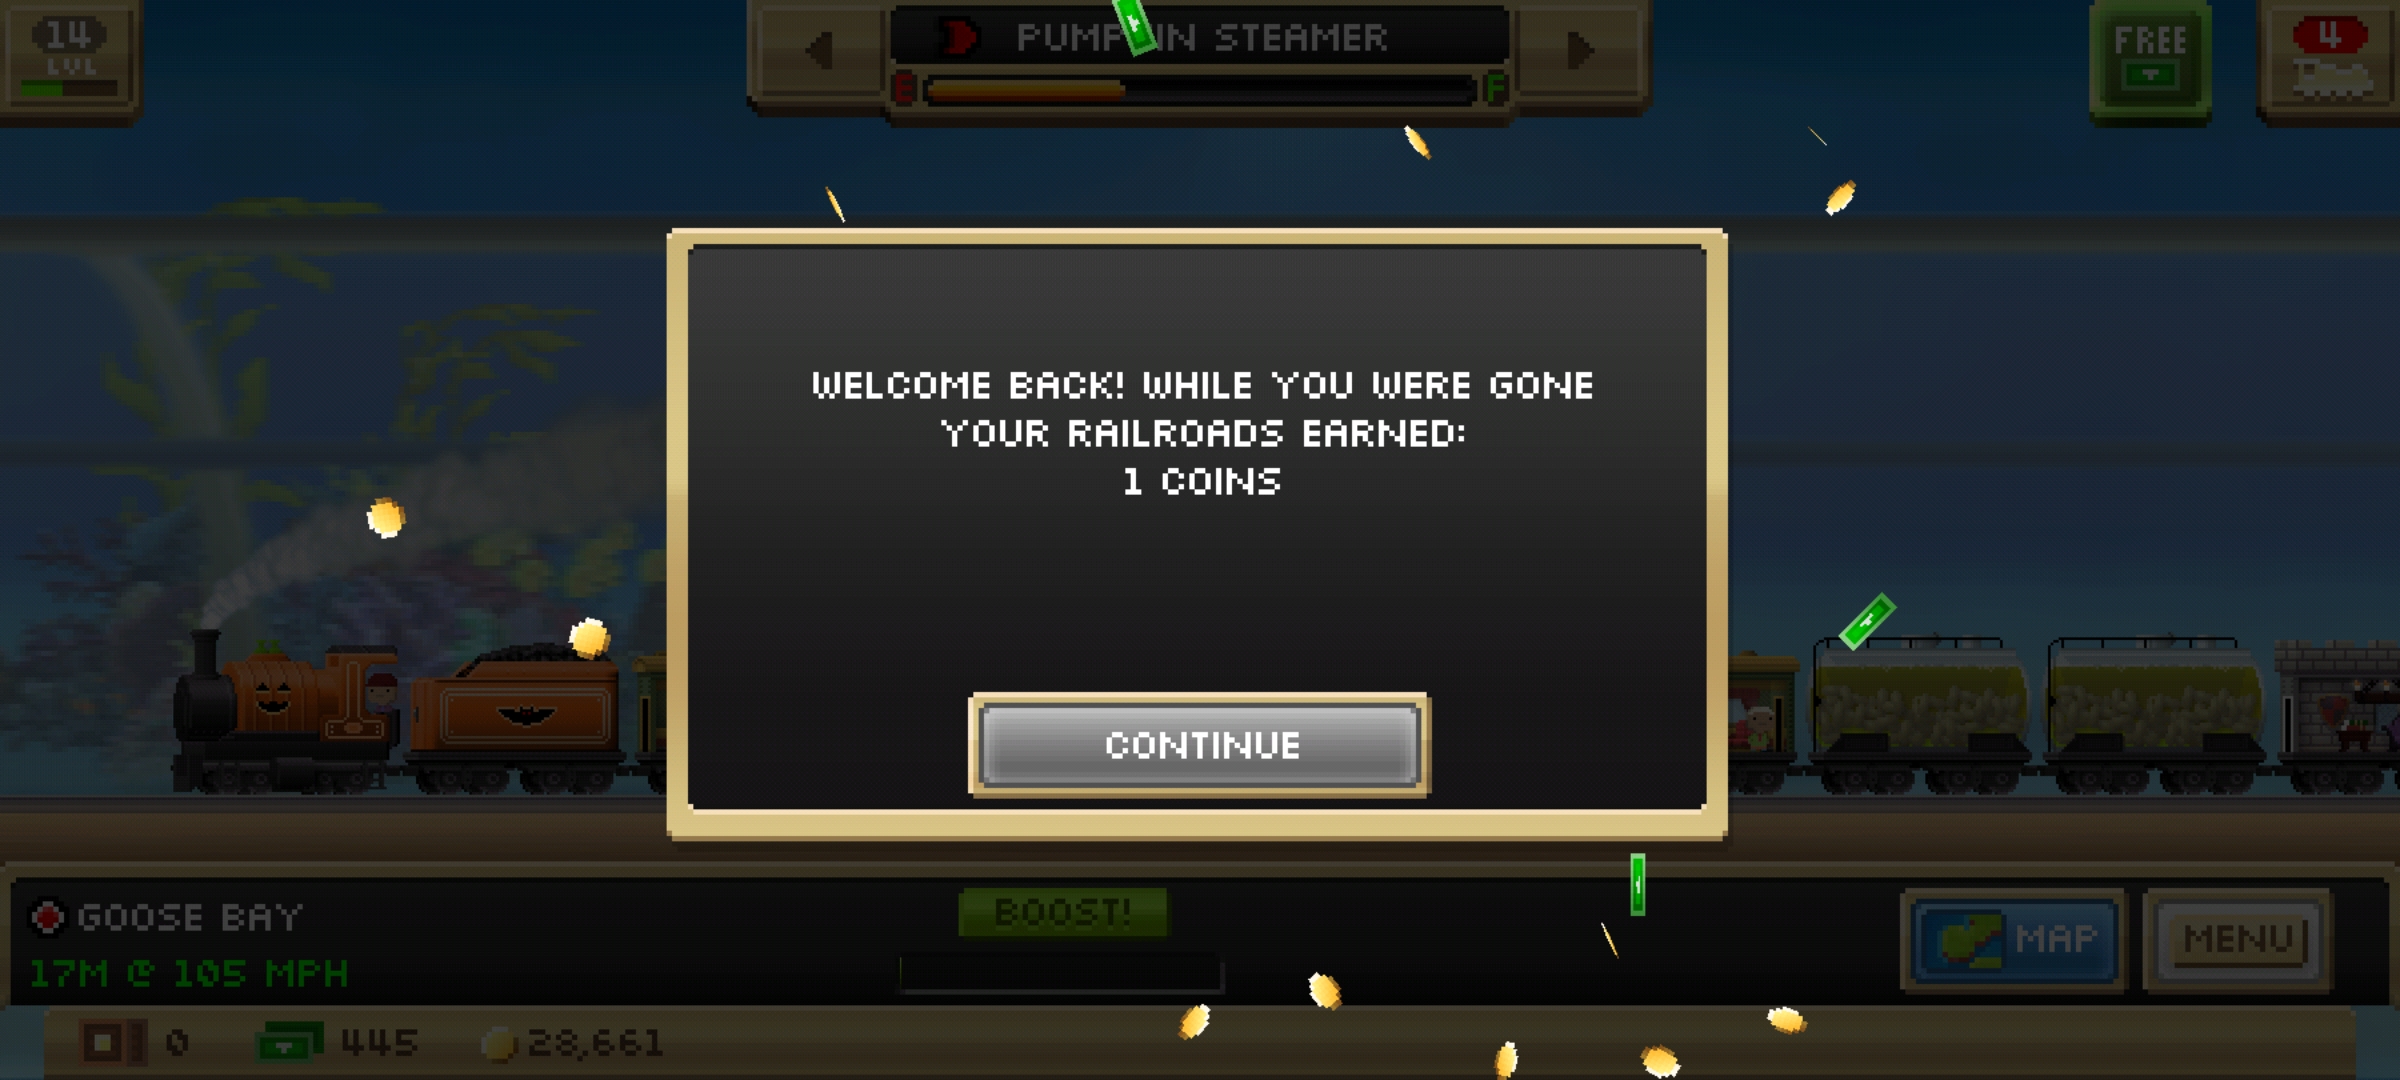 14
LVL
PUMP IN STEAMER
E F
FREE
4
WELCOME BACK! WHILE YOU WERE GONE
YOUR RAILROADS EARNED:
1 COINS
CONTINUE
GOOSE BAY
17M @ 105 MPH
BOOST!
MAP
MENU
0
445
28,661